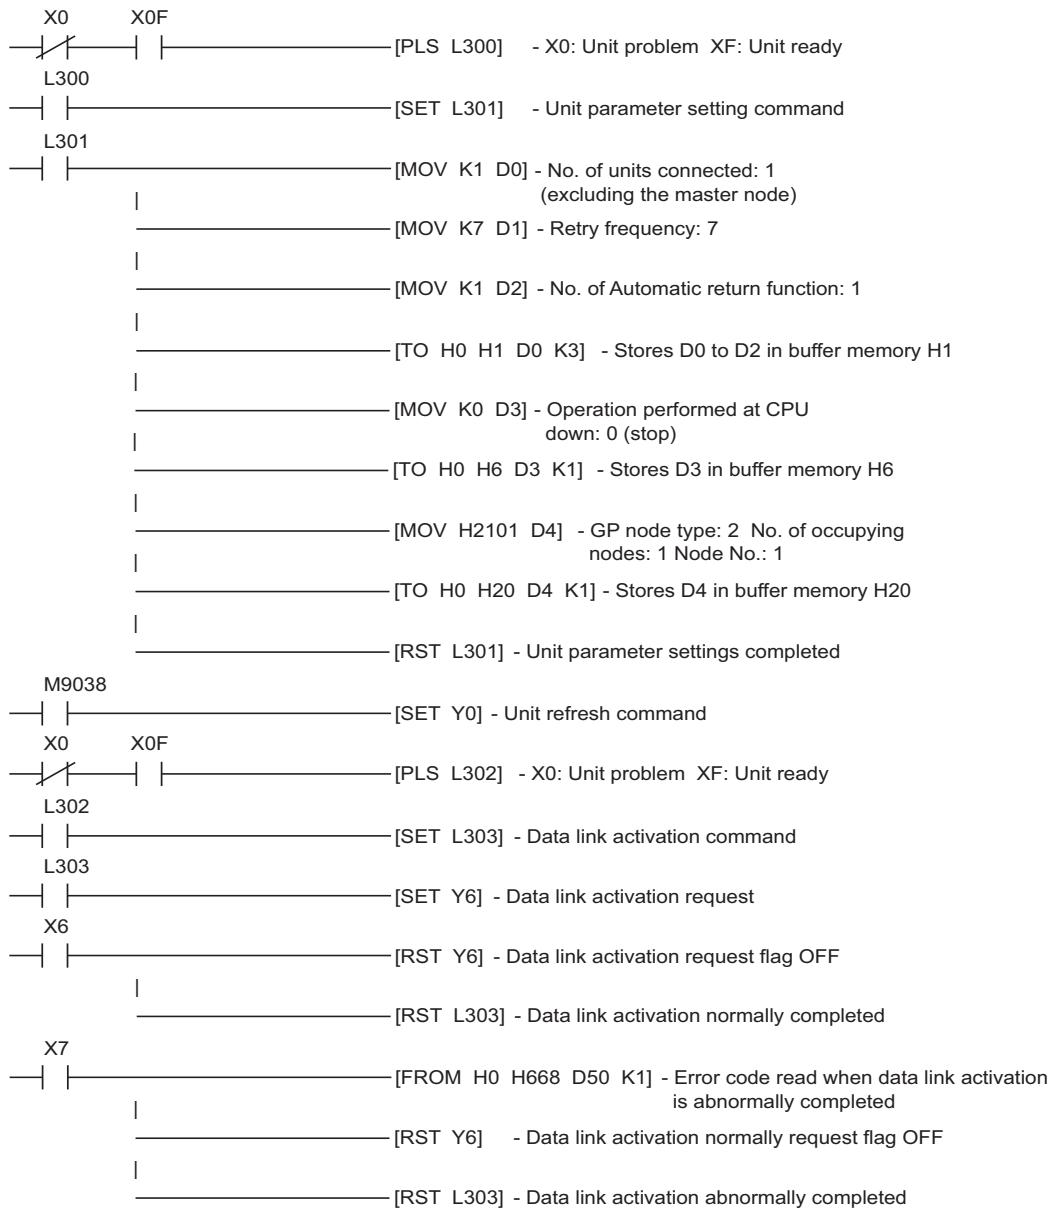 X0 X0F
[PLS L300] - X0: Unit problem XF: Unit ready
L300
[SET L301] - Unit parameter setting command
L301
[MOV K1 D0] - No. of units connected: 1
(excluding the master node)
[MOV K7 D1] - Retry frequency: 7
[MOV K1 D2] - No. of Automatic return function: 1
[TO H0 H1 D0 K3] - Stores D0 to D2 in buffer memory H1
[MOV K0 D3] - Operation performed at CPU
down: 0 (stop)
[TO H0 H6 D3 K1] - Stores D3 in buffer memory H6
[MOV H2101 D4] - GP node type: 2 No. of occupying
nodes: 1 Node No.: 1
[TO H0 H20 D4 K1] - Stores D4 in buffer memory H20
[RST L301] - Unit parameter settings completed
M9038
[SET Y0] - Unit refresh command
X0 X0F
[PLS L302] - X0: Unit problem XF: Unit ready
L302
[SET L303] - Data link activation command
L303
[SET Y6] - Data link activation request
X6
[RST Y6] - Data link activation request flag OFF
[RST L303] - Data link activation normally completed
X7
[FROM H0 H668 D50 K1] - Error code read when data link activation
is abnormally completed
[RST Y6] - Data link activation normally request flag OFF
[RST L303] - Data link activation abnormally completed